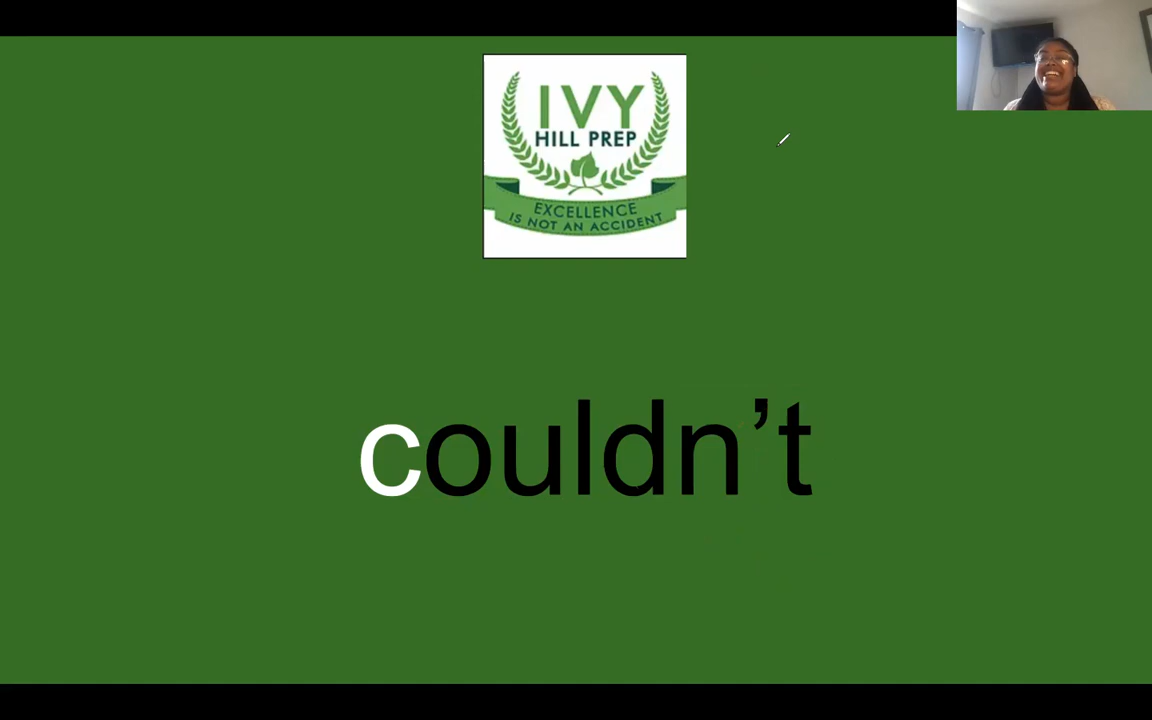 IVY
HILL PREP
EXCELLENCE
IS NOT AN ACCIDENT
couldn’t